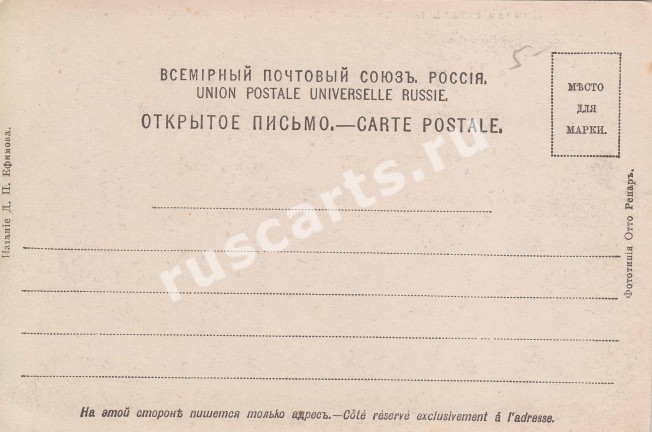 5-
ВСЕМІРНЫЙ ПОЧТОВЫЙ СОЮЗЪ. РОССІЯ.
UNION POSTALE UNIVERSELLE RUSSIE.
ОТКРЫТОЕ ПИСЬМО.—CARTE POSTALE.
МѢСТО
ДЛЯ
МАРКИ.
Изданіе Д. П. Ефимова.
Фототипія Отто Ренаръ.
ruscarts.ru
На этой сторонѣ пишется только адресъ.—Côté réservé exclusivement á l'adresse.